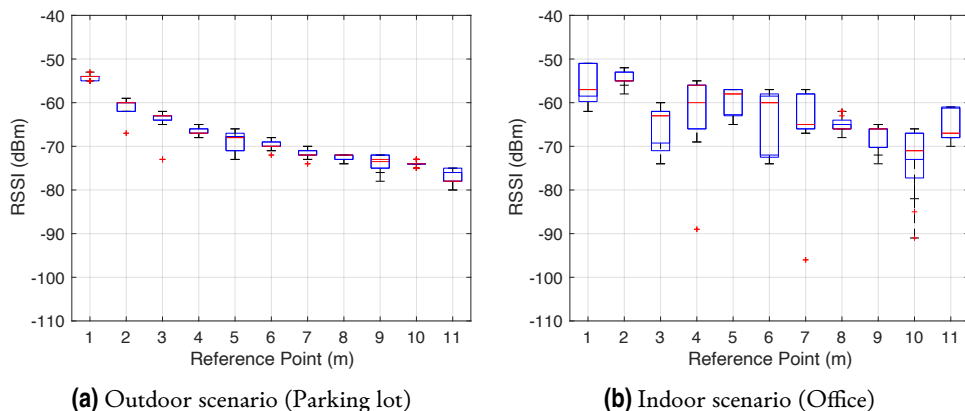 -40
-50
-60
-70
-80
-90
-100
-110
RSSI (dBm)
1 2 3 4 5 6 7 8 9 10 11
Reference Point (m)
(a) Outdoor scenario (Parking lot)
-40
-50
-60
-70
-80
-90
-100
-110
RSSI (dBm)
1 2 3 4 5 6 7 8 9 10 11
Reference Point (m)
(b) Indoor scenario (Office)